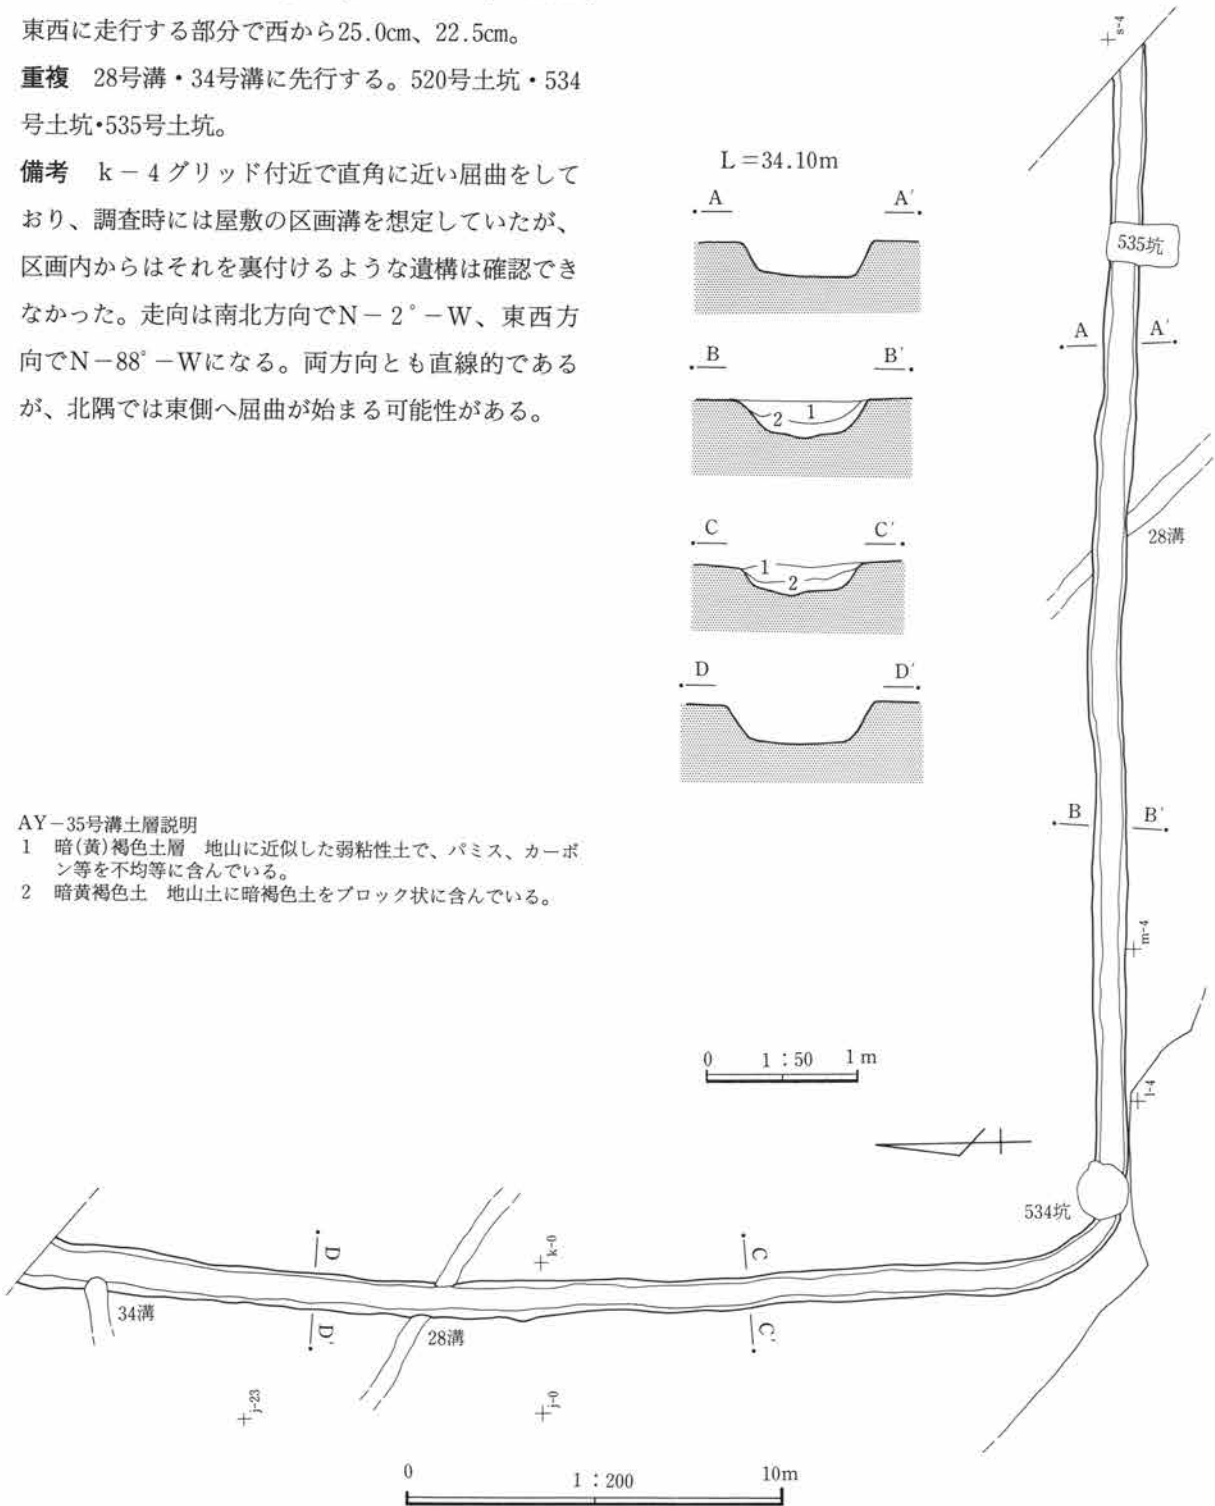 東西に走行する部分で西から25.0cm、22.5cm。
重複　28号溝・34号溝に先行する。520号土坑・534
号土坑・535号土坑。
備考　k－4グリッド付近で直角に近い屈曲をして
おり、調査時には屋敷の区画溝を想定していたが、
区画内からはそれを裏付けるような遺構は確認でき
なかった。走向は南北方向でN－2°－W、東西方
向でN－88°－Wになる。両方向とも直線的である
が、北隅では東側へ屈曲が始まる可能性がある。
AY－35号溝土層説明
1　暗(黄)褐色土層　地山に近似した弱粘性土で、パミス、カーボ
ン等を不均等に含んでいる。
2　暗黄褐色土　地山土に暗褐色土をブロック状に含んでいる。
L＝34.10m
A A′
B B′
1
2
C C′
1
2
D D′
0 1：50 1m
s-4
535坑
A A′
28溝
B B′
m-4
l-4
534坑
D
k-0
C
34溝
D′
28溝
C′
j-23
j-0
0 1：200 10m